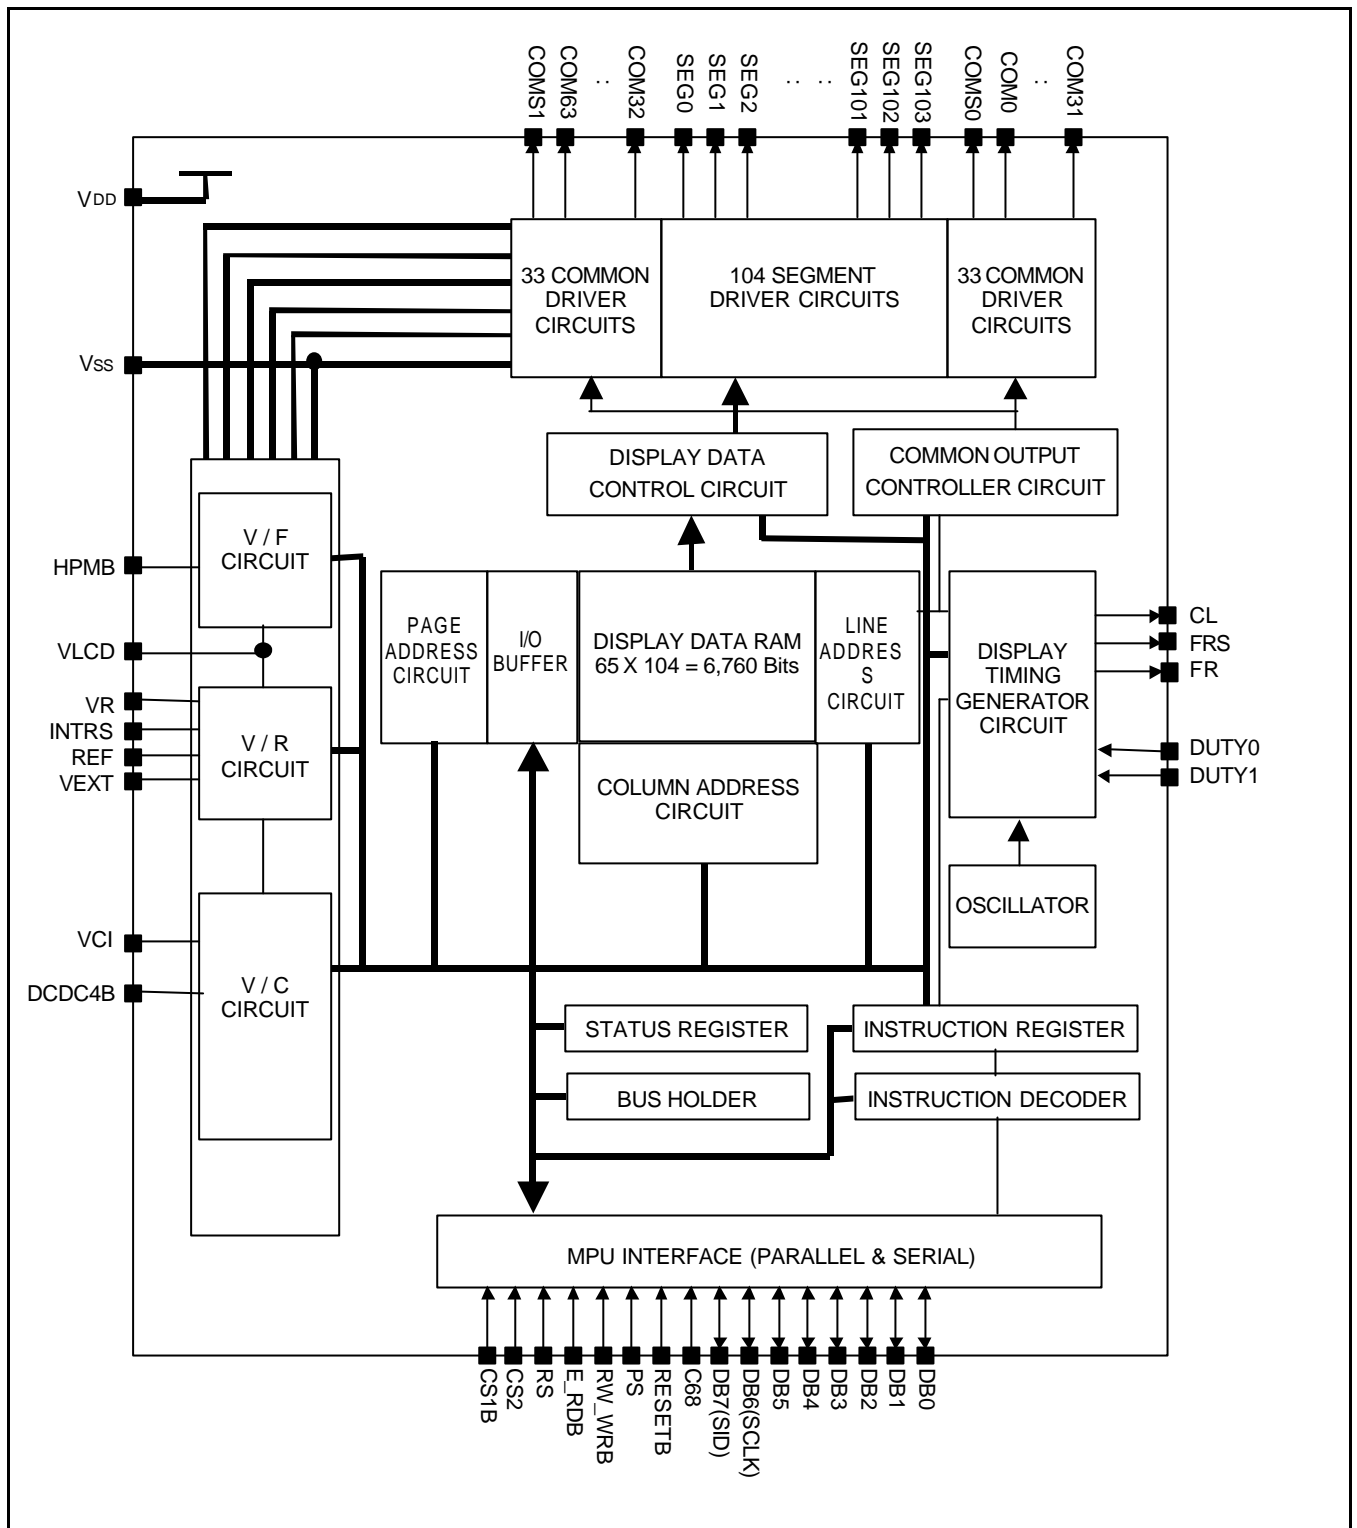 COMS1
COM63
: :
COM32
SEG0
SEG1
SEG2
: :
: :
SEG101
SEG102
SEG103
COMS0
COM0
: :
COM31
VDD
VSS
33 COMMON
DRIVER
CIRCUITS
104 SEGMENT
DRIVER CIRCUITS
33 COMMON
DRIVER
CIRCUITS
DISPLAY DATA
CONTROL CIRCUIT
COMMON OUTPUT
CONTROLLER CIRCUIT
HPMB
VLCD
VR
INTRS
REF
VEXT
VCI
DCDC4B
V / F
CIRCUIT
V / R
CIRCUIT
V / C
CIRCUIT
PAGE
ADDRESS
CIRCUIT
I/O
BUFFER
DISPLAY DATA RAM
65 X 104 = 6,760 Bits
LINE
ADDRES
S
CIRCUIT
COLUMN ADDRESS
CIRCUIT
DISPLAY
TIMING
GENERATOR
CIRCUIT
OSCILLATOR
CL
FRS
FR
DUTY0
DUTY1
STATUS REGISTER
INSTRUCTION REGISTER
BUS HOLDER
INSTRUCTION DECODER
MPU INTERFACE (PARALLEL & SERIAL)
CS1B
CS2
RS
E_RDB
RW_WRB
PS
RESETB
C68
DB7(SID)
DB6(SCLK)
DB5
DB4
DB3
DB2
DB1
DB0